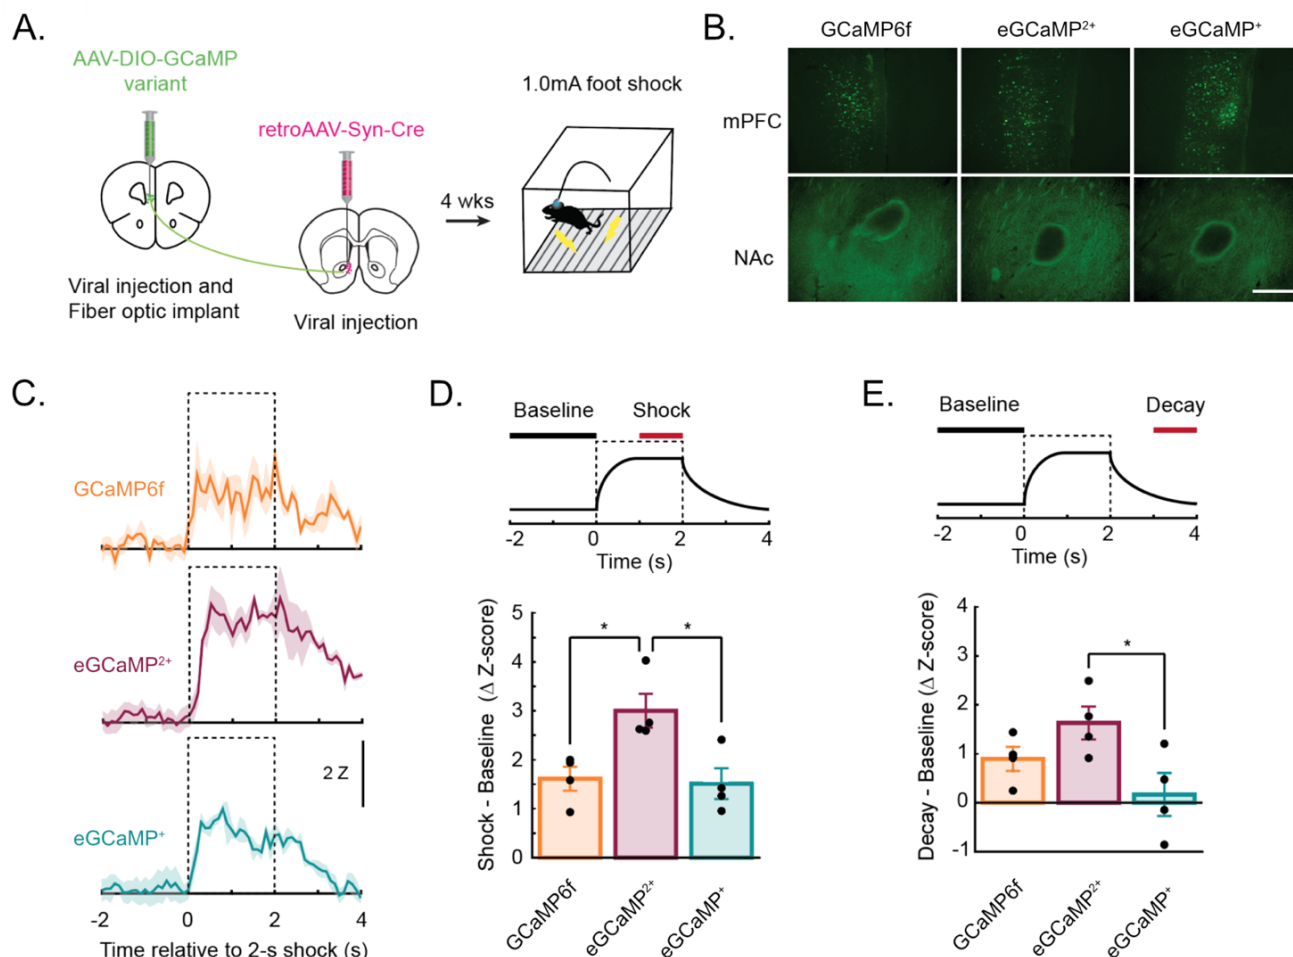 A.
AAV-DIO-GCaMP
variant
retroAAV-Syn-Cre
1.0mA foot shock
4 wks
Viral injection and
Fiber optic implant
Viral injection
B.
GCaMP6f
eGCaMP²⁺
eGCaMP⁺
mPFC
NAc
C.
GCaMP6f
eGCaMP²⁺
eGCaMP⁺
2 Z
-2 0 2 4
Time relative to 2-s shock (s)
D.
Baseline Shock
-2 0 2 4
Time (s)
Shock - Baseline (Δ Z-score)
5
4
3
2
1
0
* *
GCaMP6f
eGCaMP²⁺
eGCaMP⁺
E.
Baseline Decay
-2 0 2 4
Time (s)
Decay - Baseline (Δ Z-score)
4
3
2
1
0
-1
*
GCaMP6f
eGCaMP²⁺
eGCaMP⁺